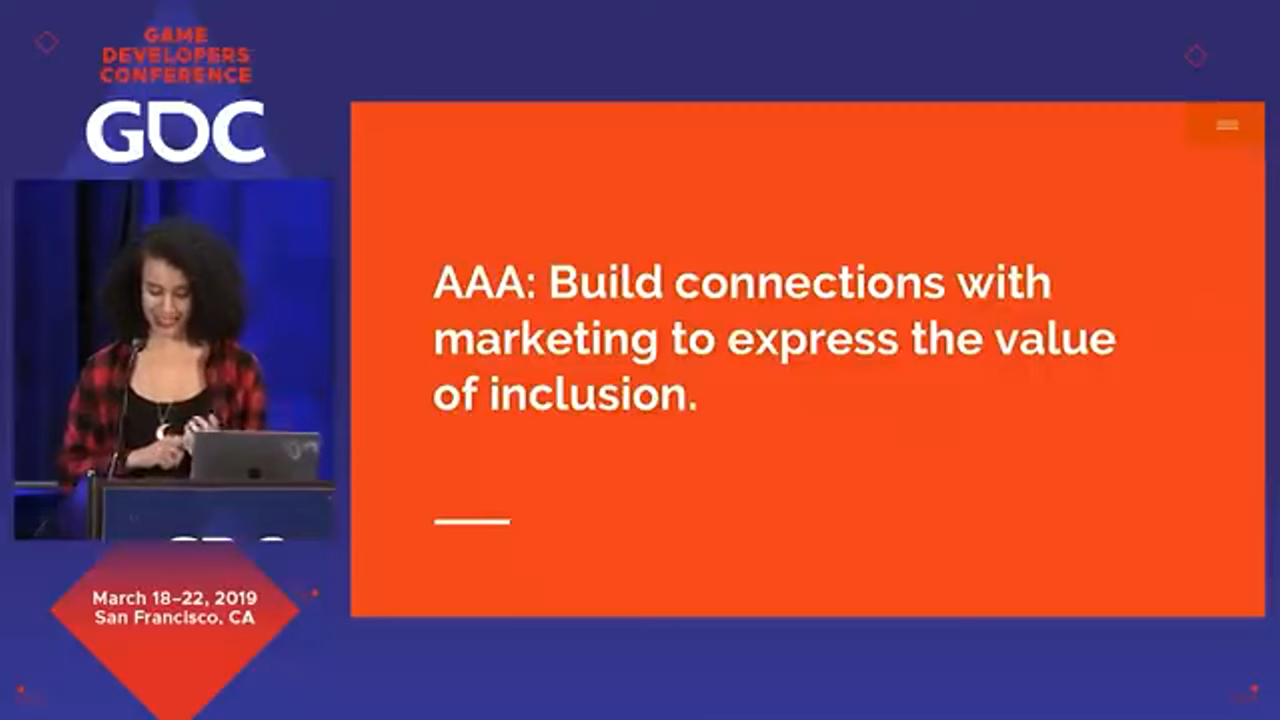 GAME
DEVELOPERS
CONFERENCE
GDC
AAA: Build connections with
marketing to express the value
of inclusion.
March 18–22, 2019
San Francisco, CA